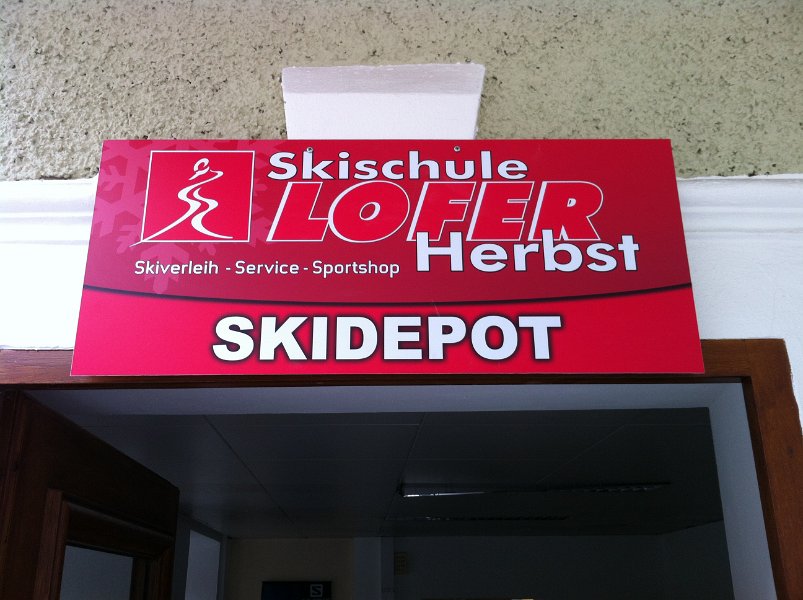 Skischule
LOFER
Herbst
Skiverleih - Service - Sportshop
SKIDEPOT